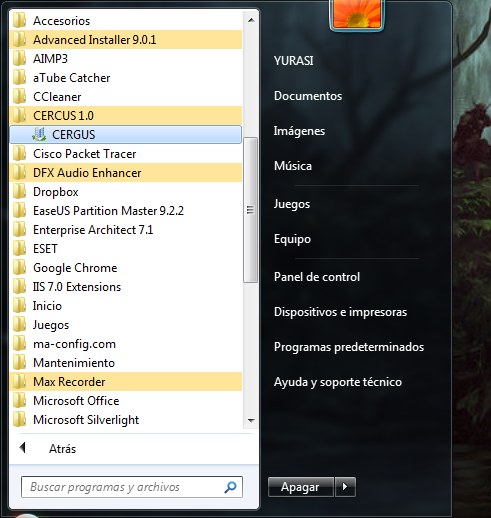 Accesorios
Advanced Installer 9.0.1
AIMP3
aTube Catcher
CCleaner
CERCUS 1.0
CERGUS
Cisco Packet Tracer
DFX Audio Enhancer
Dropbox
EaseUS Partition Master 9.2.2
Enterprise Architect 7.1
ESET
Google Chrome
IIS 7.0 Extensions
Inicio
Juegos
ma-config.com
Mantenimiento
Max Recorder
Microsoft Office
Microsoft Silverlight
Atrás
Buscar programas y archivos
YURASI
Documentos
Imágenes
Música
Juegos
Equipo
Panel de control
Dispositivos e impresoras
Programas predeterminados
Ayuda y soporte técnico
Apagar